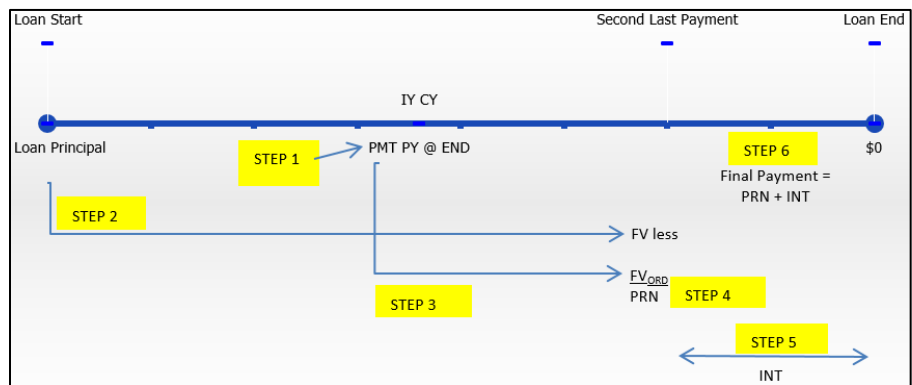 Loan Start
Second Last Payment
Loan End
IY CY
Loan Principal
STEP 1
PMT PY @ END
STEP 6
$0
Final Payment =
PRN + INT
STEP 2
FV less
STEP 3
FVORD
PRN
STEP 4
STEP 5
INT